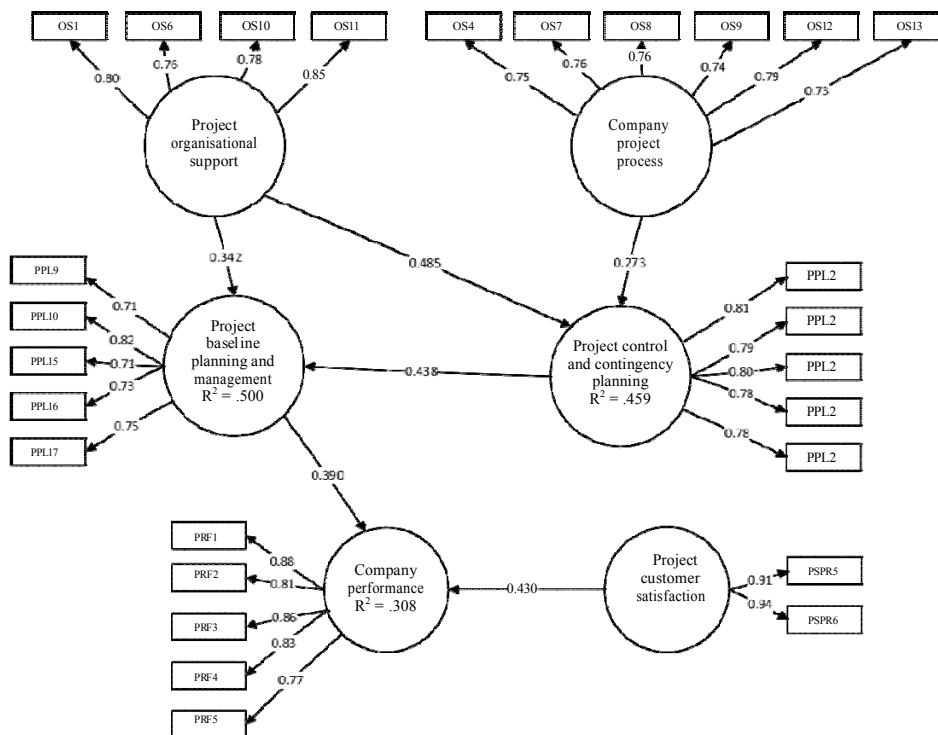 OS1
OS6
OS10
OS11
OS4
OS7
OS8
OS9
OS12
OS13
0.80
0.76
0.78
0.85
0.75
0.76
0.76
0.74
0.79
0.73
Project
organisational
support
Company
project
process
0.342
0.485
0.273
PPL9
PPL10
PPL15
PPL16
PPL17
0.71
0.82
0.71
0.73
0.75
Project
baseline
planning and
management
R² = .500
0.438
Project control
and contingency
planning
R² = .459
0.81
0.79
0.80
0.78
0.78
PPL2
PPL2
PPL2
PPL2
PPL2
0.390
PRF1
PRF2
PRF3
PRF4
PRF5
0.88
0.81
0.86
0.83
0.77
Company
performance
R² = .308
0.430
Project
customer
satisfaction
0.91
0.94
PSPR5
PSPR6